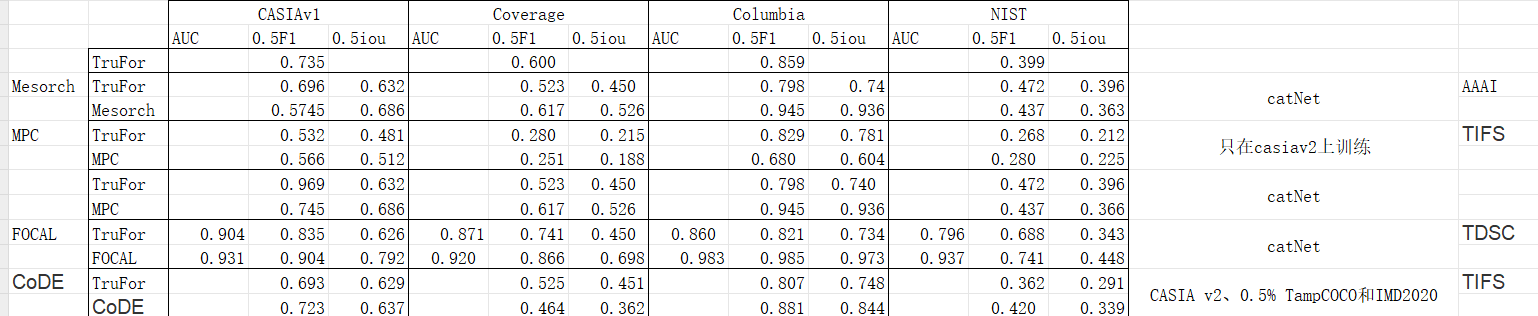 CASIAv1 Coverage Columbia NIST
AUC 0.5F1 0.5iou AUC 0.5F1 0.5iou AUC 0.5F1 0.5iou AUC 0.5F1 0.5iou
TruFor 0.735 0.600 0.859 0.399
Mesorch TruFor 0.696 0.632 0.523 0.450 0.798 0.74 0.472 0.396 catNet AAAI
Mesorch 0.5745 0.686 0.617 0.526 0.945 0.936 0.437 0.363
MPC TruFor 0.532 0.481 0.280 0.215 0.829 0.781 0.268 0.212 只在casiav2上训练 TIFS
MPC 0.566 0.512 0.251 0.188 0.680 0.604 0.280 0.225
TruFor 0.969 0.632 0.523 0.450 0.798 0.740 0.472 0.396 catNet
MPC 0.745 0.686 0.617 0.526 0.945 0.936 0.437 0.366
FOCAL TruFor 0.904 0.835 0.626 0.871 0.741 0.450 0.860 0.821 0.734 0.796 0.688 0.343 catNet TDSC
FOCAL 0.931 0.904 0.792 0.920 0.866 0.698 0.983 0.985 0.973 0.937 0.741 0.448
CoDE TruFor 0.693 0.629 0.525 0.451 0.807 0.748 0.362 0.291 CASIA v2、0.5% TampCOCO和IMD2020 TIFS
CoDE 0.723 0.637 0.464 0.362 0.881 0.844 0.420 0.339